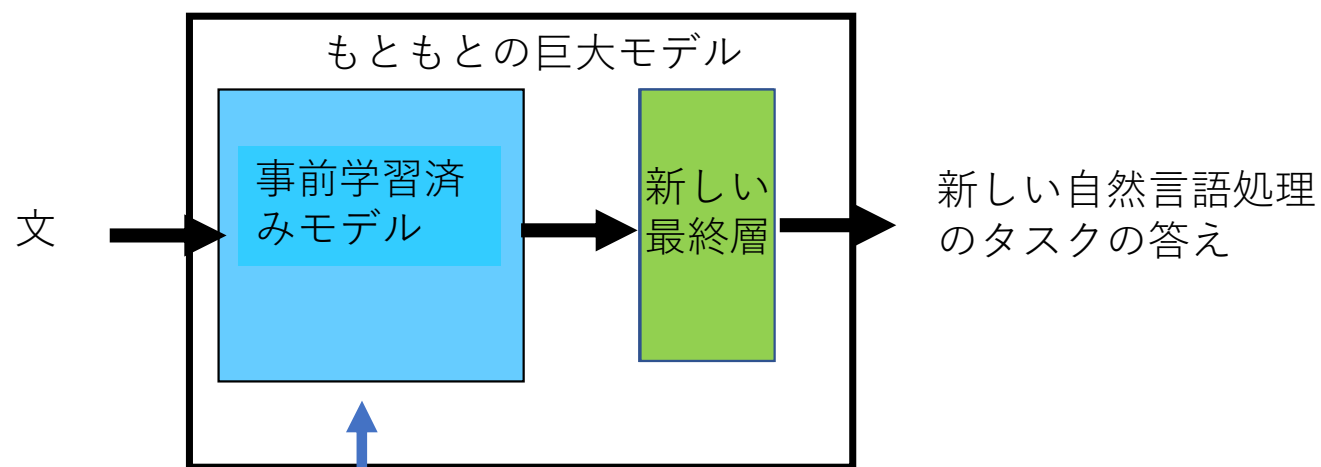 もともとの巨大モデル
文
事前学習済
みモデル
新しい
最終層
新しい自然言語処理
のタスクの答え